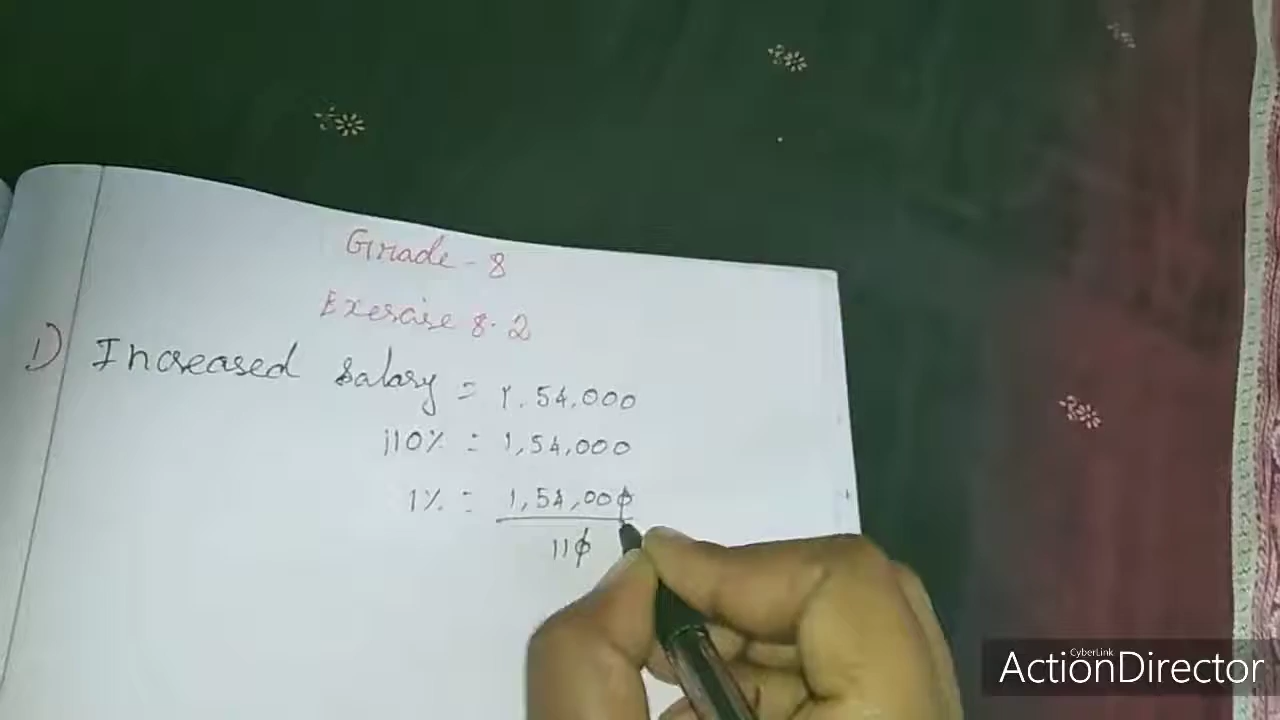 Grade - 8
Exercise 8.2
1) Increased Salary = 1,54,000
110% = 1,54,000
1% = 1,54,000
110
CyberLink
ActionDirector